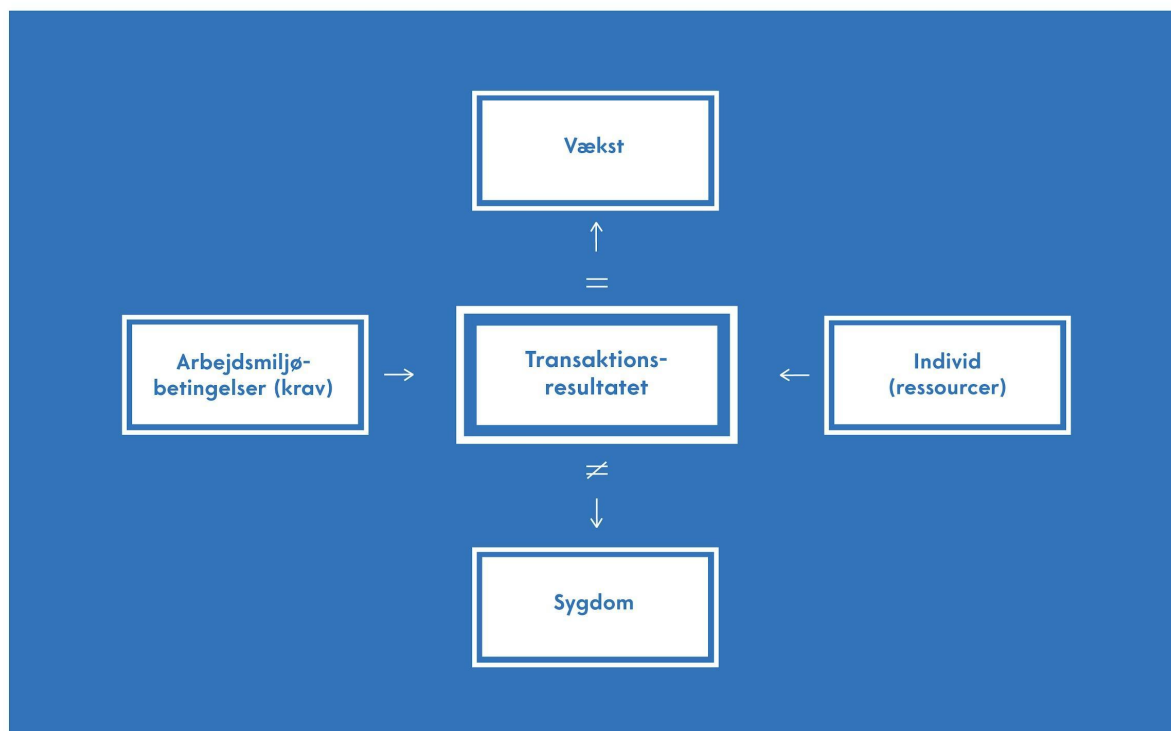 Vækst
=
Arbejdsmiljø-
betingelser (krav)
Transaktions-
resultatet
Individ
(ressourcer)
≠
Sygdom